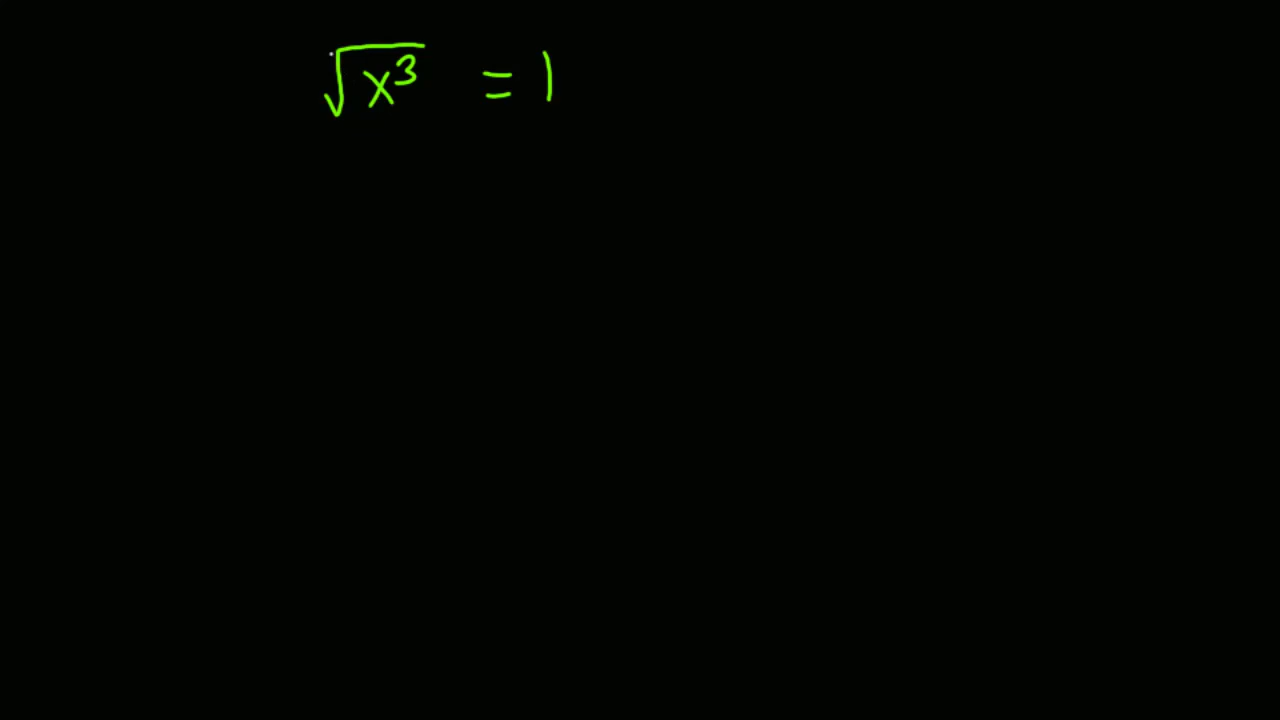 √x³ = 1